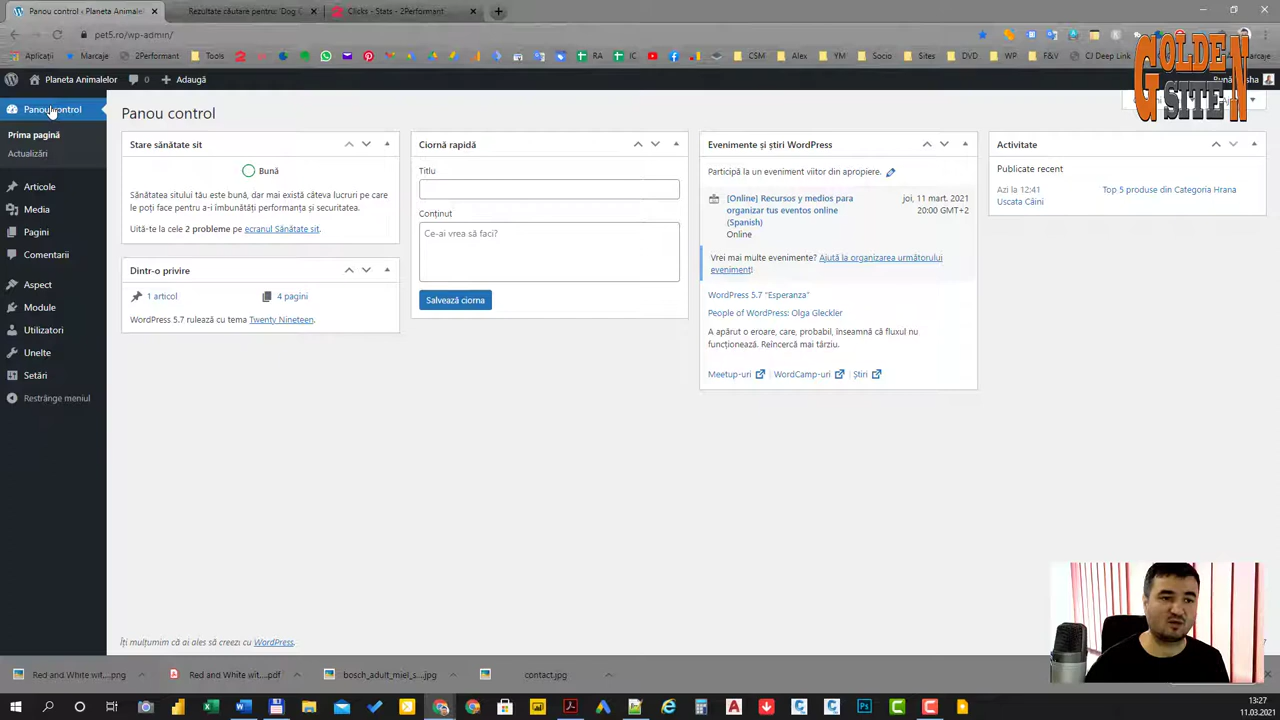 Panou control ‹ Planeta Animalel
Rezultate căutare pentru: 'Dog C
Clicks - Stats - 2Performant
pet5.ro/wp-admin/
Aplicații
Marcaje
2Performant
Tools
RA
IC
CSM
Alex
YM
Socio
Sites
DVD
WP
F&V
CJ Deep Link
GOLDEN
SITE
Planeta Animalelor
0
Adaugă
Panou control
Prima pagină
Actualizări
Articole
Media
Pagini
Comentarii
Aspect
Module
Utilizatori
Unelte
Setări
Restrânge meniul
Panou control
Stare sănătate sit
Bună
Sănătatea sitului tău este bună, dar mai există câteva lucruri pe care
le poți face pentru a-i îmbunătăți performanța și securitatea.
Uită-te la cele 2 probleme pe ecranul Sănătate sit.
Dintr-o privire
1 articol
4 pagini
WordPress 5.7 rulează cu tema Twenty Nineteen.
Ciornă rapidă
Titlu
Conținut
Ce-ai vrea să faci?
Salvează ciorna
Evenimente și știri WordPress
Participă la un eveniment viitor din apropiere.
[Online] Recursos y medios para
organizar tus eventos online
(Spanish)
Online
joi, 11 mart. 2021
20:00 GMT+2
Vrei mai multe evenimente? Ajută la organizarea următorului
eveniment!
WordPress 5.7 "Esperanza"
People of WordPress: Olga Gleckler
A apărut o eroare, care, probabil, înseamnă că fluxul nu
funcționează. Reîncercă mai târziu.
Meetup-uri
WordCamp-uri
Știri
Activitate
Publicate recent
Azi la 12:41
Top 5 produse din Categoria Hrana
Uscata Câini
Îți mulțumim că ai ales să creezi cu WordPress.
Red and White wit....png
Red and White wit....pdf
bosch_adult_miel_s....jpg
contact.jpg
13:27
11.03.2021